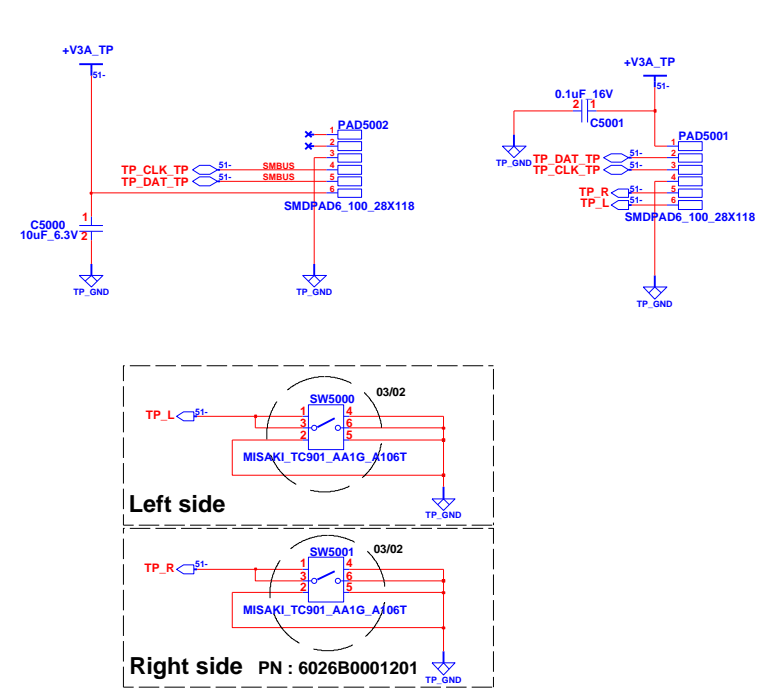 +V3A_TP
51-
PAD5002
1
2
3
TP_CLK_TP 51- SMBUS 4
TP_DAT_TP 51- SMBUS 5
6
SMDPAD6_100_28X118
1
C5000
10uF_6.3V
2
TP_GND
TP_GND
+V3A_TP
51-
0.1uF_16V
2 1
C5001
TP_GND
PAD5001
1
TP_DAT_TP 51- 2
TP_CLK_TP 51- 3
4
TP_R 51- 5
TP_L 51- 6
SMDPAD6_100_28X118
TP_GND
03/02
SW5000
TP_L 51- 1 4
3 6
2 5
MISAKI_TC901_AA1G_A106T
Left side
TP_GND
03/02
SW5001
TP_R 51- 1 4
3 6
2 5
MISAKI_TC901_AA1G_A106T
Right side PN : 6026B0001201
TP_GND